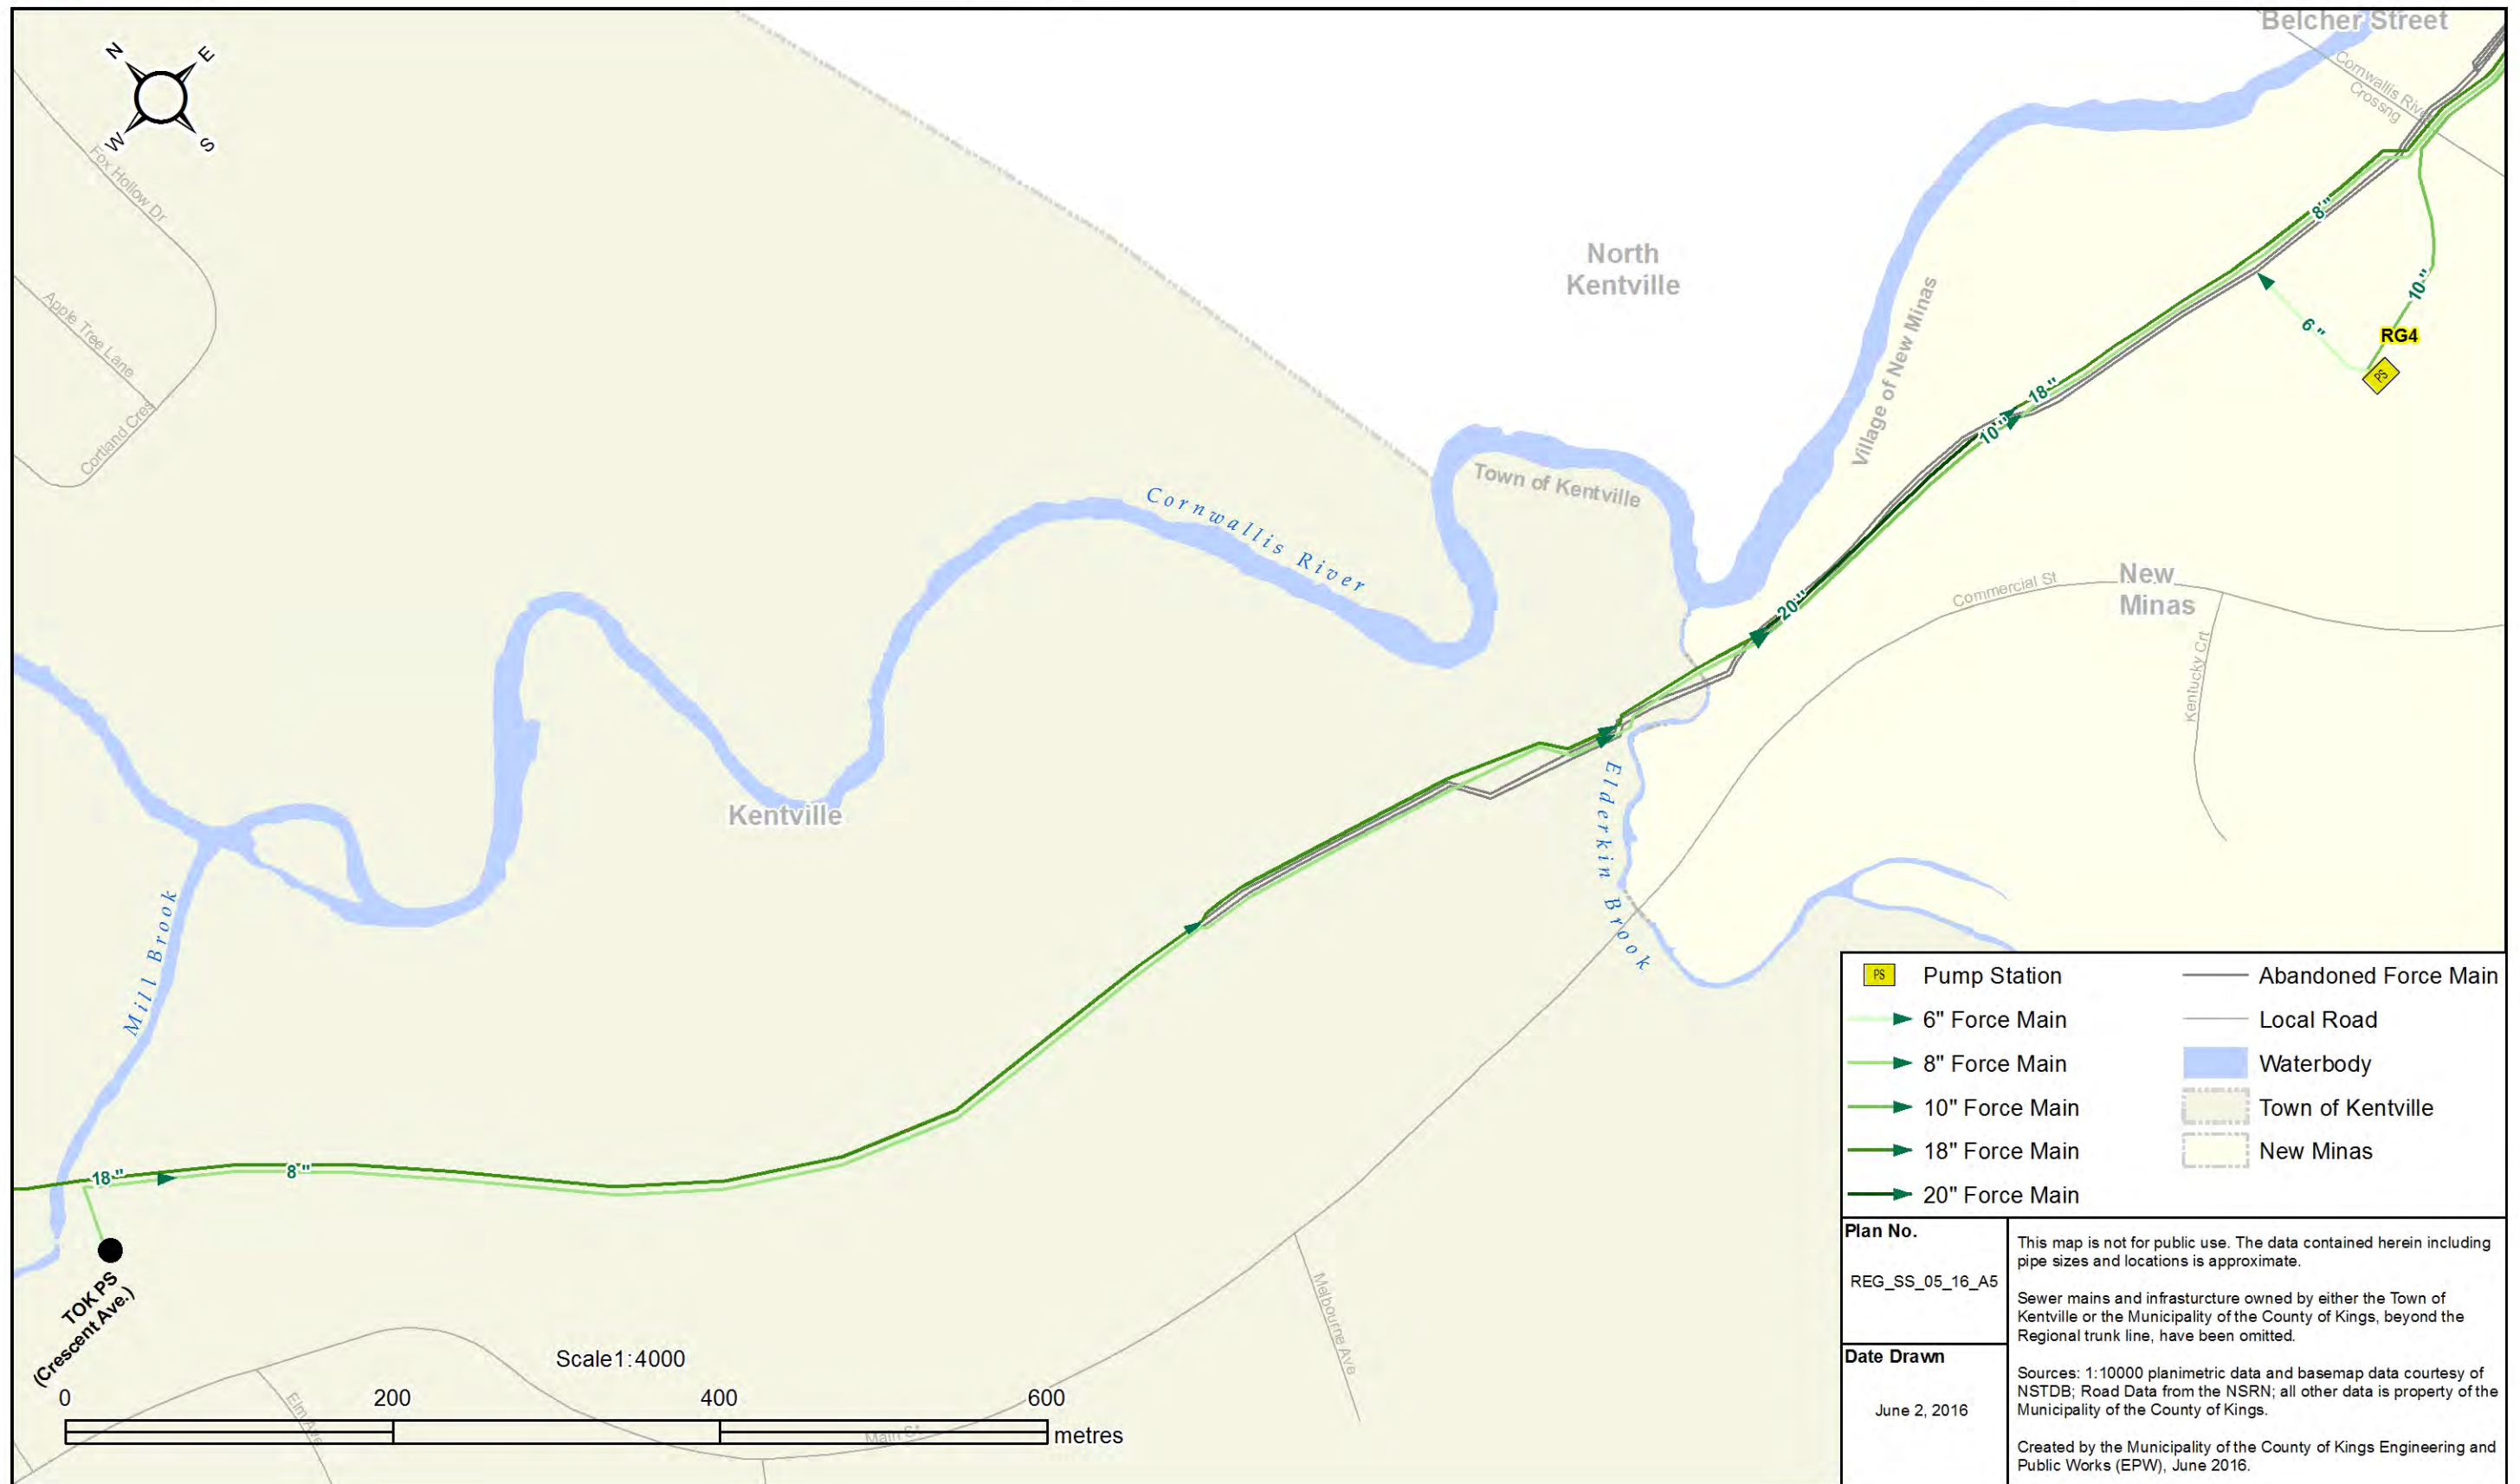 Belcher Street
N
E
W
S
Cornwallis River
Crossng
Fox Hollow Dr
Apple Tree Lane
Cortland Cres
North
Kentville
Village of New Minas
8"
10"
6"
RG4
PS
18"
10"
Town of Kentville
Cornwallis River
20"
Commercial St
New
Minas
Kentucky Crt
Kentville
Elderkin Brook
Mill Brook
18"
8"
TOK PS
(Crescent Ave.)
Melbourne Ave
Elm Ave
Main St
Scale1:4000
0 200 400 600
metres
PS Pump Station
6" Force Main
8" Force Main
10" Force Main
18" Force Main
20" Force Main
Abandoned Force Main
Local Road
Waterbody
Town of Kentville
New Minas
Plan No.
REG_SS_05_16_A5
Date Drawn
June 2, 2016
This map is not for public use. The data contained herein including
pipe sizes and locations is approximate.
Sewer mains and infrasturcture owned by either the Town of
Kentville or the Municipality of the County of Kings, beyond the
Regional trunk line, have been omitted.
Sources: 1:10000 planimetric data and basemap data courtesy of
NSTDB; Road Data from the NSRN; all other data is property of the
Municipality of the County of Kings.
Created by the Municipality of the County of Kings Engineering and
Public Works (EPW), June 2016.